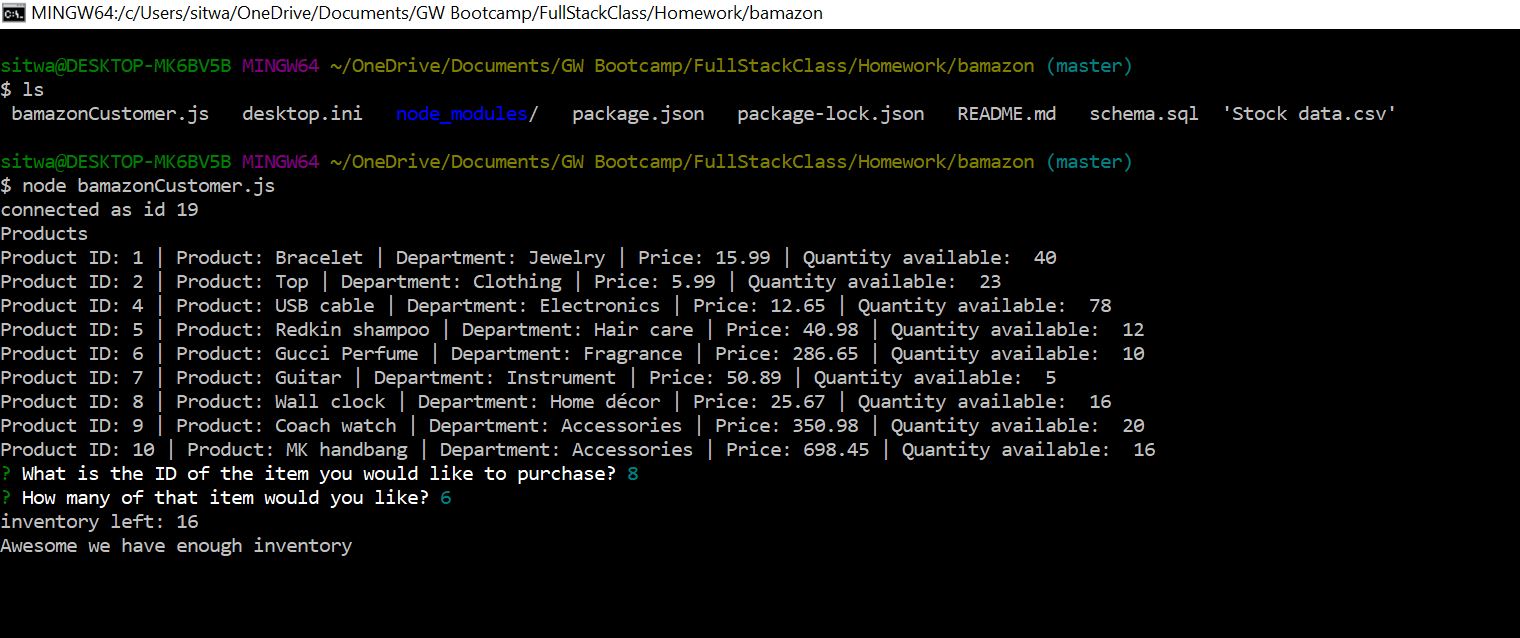 MINGW64:/c/Users/sitwa/OneDrive/Documents/GW Bootcamp/FullStackClass/Homework/bamazon
sitwa@DESKTOP-MK6BV5B MINGW64 ~/OneDrive/Documents/GW Bootcamp/FullStackClass/Homework/bamazon (master)
$ ls
bamazonCustomer.js desktop.ini node_modules/ package.json package-lock.json README.md schema.sql 'Stock data.csv'
sitwa@DESKTOP-MK6BV5B MINGW64 ~/OneDrive/Documents/GW Bootcamp/FullStackClass/Homework/bamazon (master)
$ node bamazonCustomer.js
connected as id 19
Products
Product ID: 1 | Product: Bracelet | Department: Jewelry | Price: 15.99 | Quantity available:  40
Product ID: 2 | Product: Top | Department: Clothing | Price: 5.99 | Quantity available:  23
Product ID: 4 | Product: USB cable | Department: Electronics | Price: 12.65 | Quantity available:  78
Product ID: 5 | Product: Redkin shampoo | Department: Hair care | Price: 40.98 | Quantity available:  12
Product ID: 6 | Product: Gucci Perfume | Department: Fragrance | Price: 286.65 | Quantity available:  10
Product ID: 7 | Product: Guitar | Department: Instrument | Price: 50.89 | Quantity available:  5
Product ID: 8 | Product: Wall clock | Department: Home décor | Price: 25.67 | Quantity available:  16
Product ID: 9 | Product: Coach watch | Department: Accessories | Price: 350.98 | Quantity available:  20
Product ID: 10 | Product: MK handbang | Department: Accessories | Price: 698.45 | Quantity available:  16
? What is the ID of the item you would like to purchase? 8
? How many of that item would you like? 6
inventory left: 16
Awesome we have enough inventory